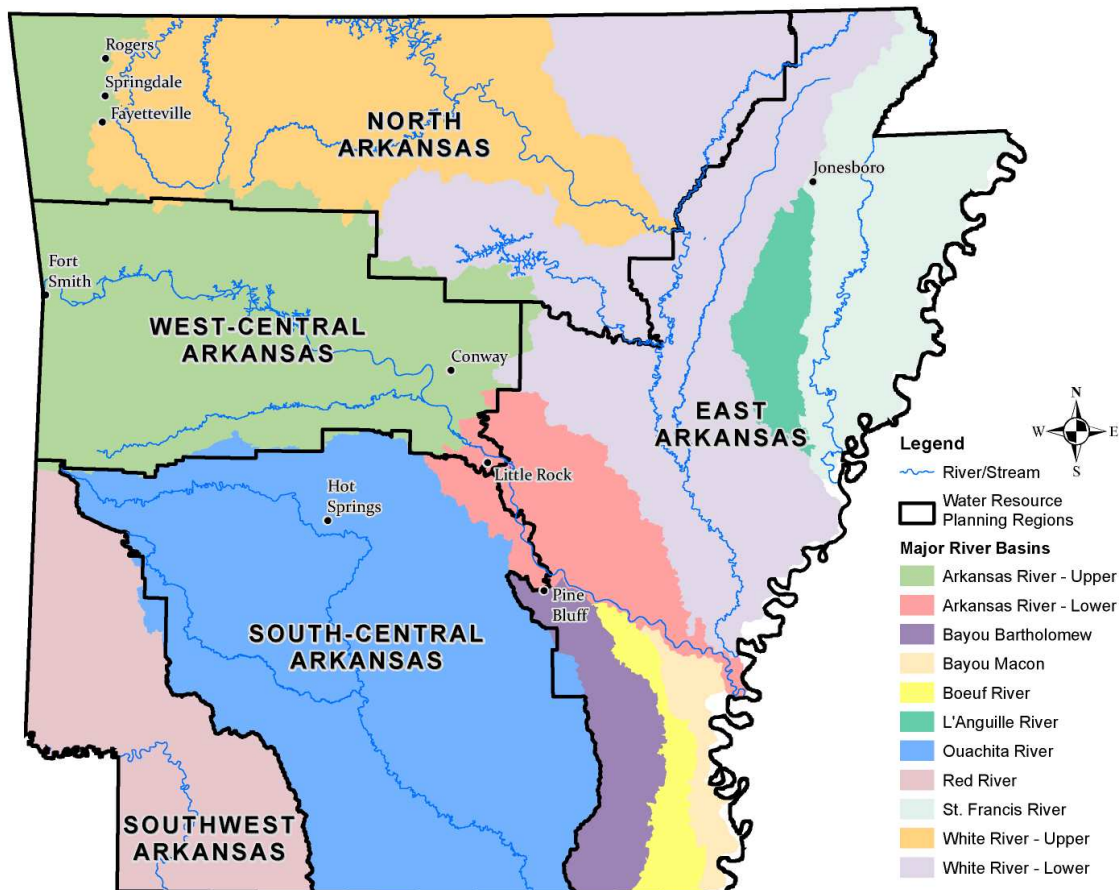 Rogers
Springdale
Fayetteville
NORTH
ARKANSAS
Jonesboro
Fort
Smith
WEST-CENTRAL
ARKANSAS
Conway
EAST
ARKANSAS
Little Rock
Hot
Springs
Pine
Bluff
SOUTH-CENTRAL
ARKANSAS
SOUTHWEST
ARKANSAS
N
W
E
S
Legend
River/Stream
Water Resource
Planning Regions
Major River Basins
Arkansas River - Upper
Arkansas River - Lower
Bayou Bartholomew
Bayou Macon
Boeuf River
L'Anguille River
Ouachita River
Red River
St. Francis River
White River - Upper
White River - Lower